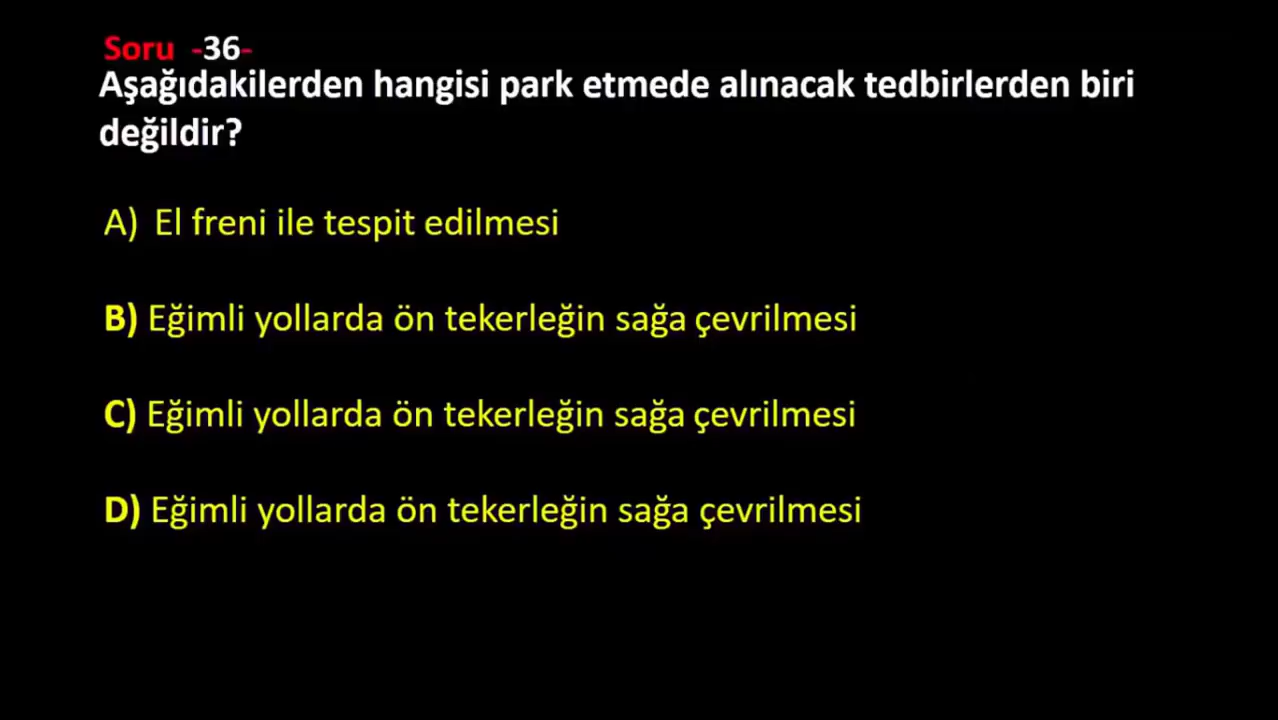 Soru -36-
Aşağıdakilerden hangisi park etmede alınacak tedbirlerden biri
değildir?
A) El freni ile tespit edilmesi
B) Eğimli yollarda ön tekerleğin sağa çevrilmesi
C) Eğimli yollarda ön tekerleğin sağa çevrilmesi
D) Eğimli yollarda ön tekerleğin sağa çevrilmesi